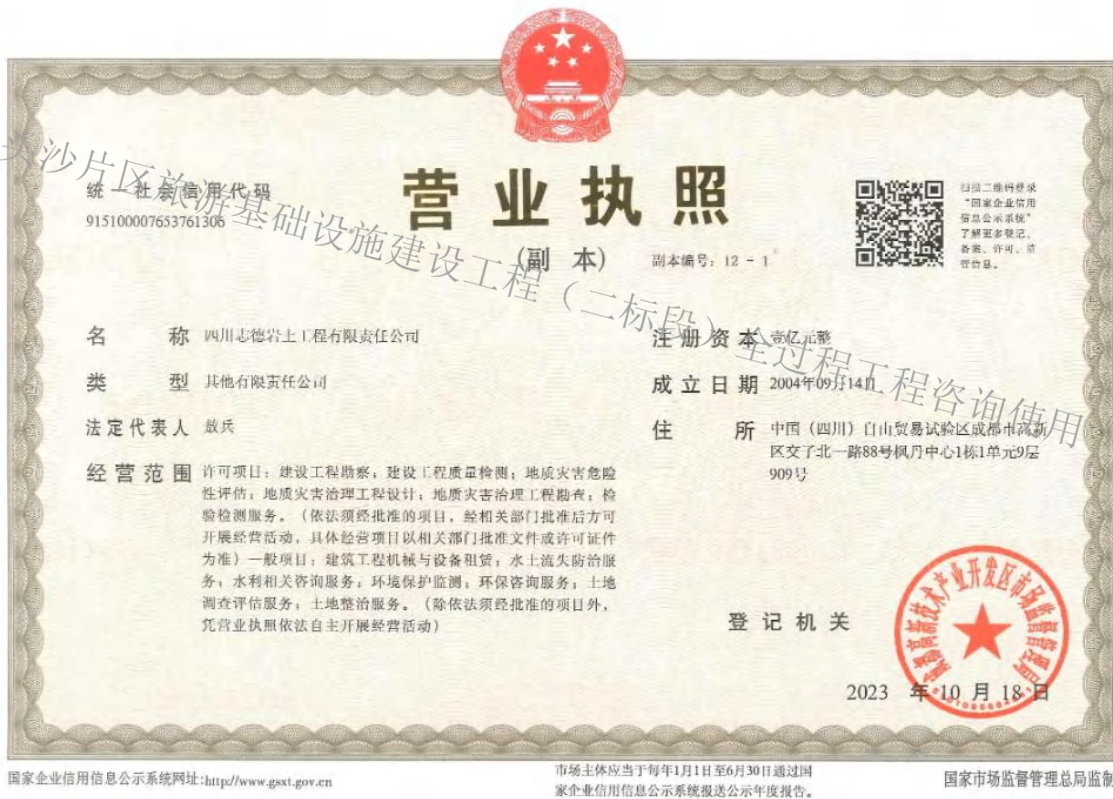 统一社会信用代码
915100007653761306
营业执照
(副 本)
副本编号：12 - 1
扫描二维码登录
“国家企业信用
信息公示系统”
了解更多登记、
备案、许可、监
管信息。
名 称 四川志德岩土工程有限责任公司
类 型 其他有限责任公司
法定代表人 敖兵
经营范围 许可项目：建设工程勘察；建设工程质量检测；地质灾害危险
性评估；地质灾害治理工程设计；地质灾害治理工程勘查；检
验检测服务。（依法须经批准的项目，经相关部门批准后方可
开展经营活动，具体经营项目以相关部门批准文件或许可证件
为准）一般项目：建筑工程机械与设备租赁；水土流失防治服
务；水利相关咨询服务；环境保护监测；环保咨询服务；土地
调查评估服务；土地整治服务。（除依法须经批准的项目外，
凭营业执照依法自主开展经营活动）
注册资本 壹亿元整
成立日期 2004年09月14日
住 所 中国（四川）自由贸易试验区成都市高新
区交子北一路88号枫丹中心1栋1单元9层
909号
登记机关
成都高新技术产业开发区市场监督管理局
2023 年 10 月 18 日
沙片区旅游基础设施建设工程（二标段）全过程工程咨询使用
国家企业信用信息公示系统网址:http://www.gsxt.gov.cn
市场主体应当于每年1月1日至6月30日通过国
家企业信用信息公示系统报送公示年度报告。
国家市场监督管理总局监制